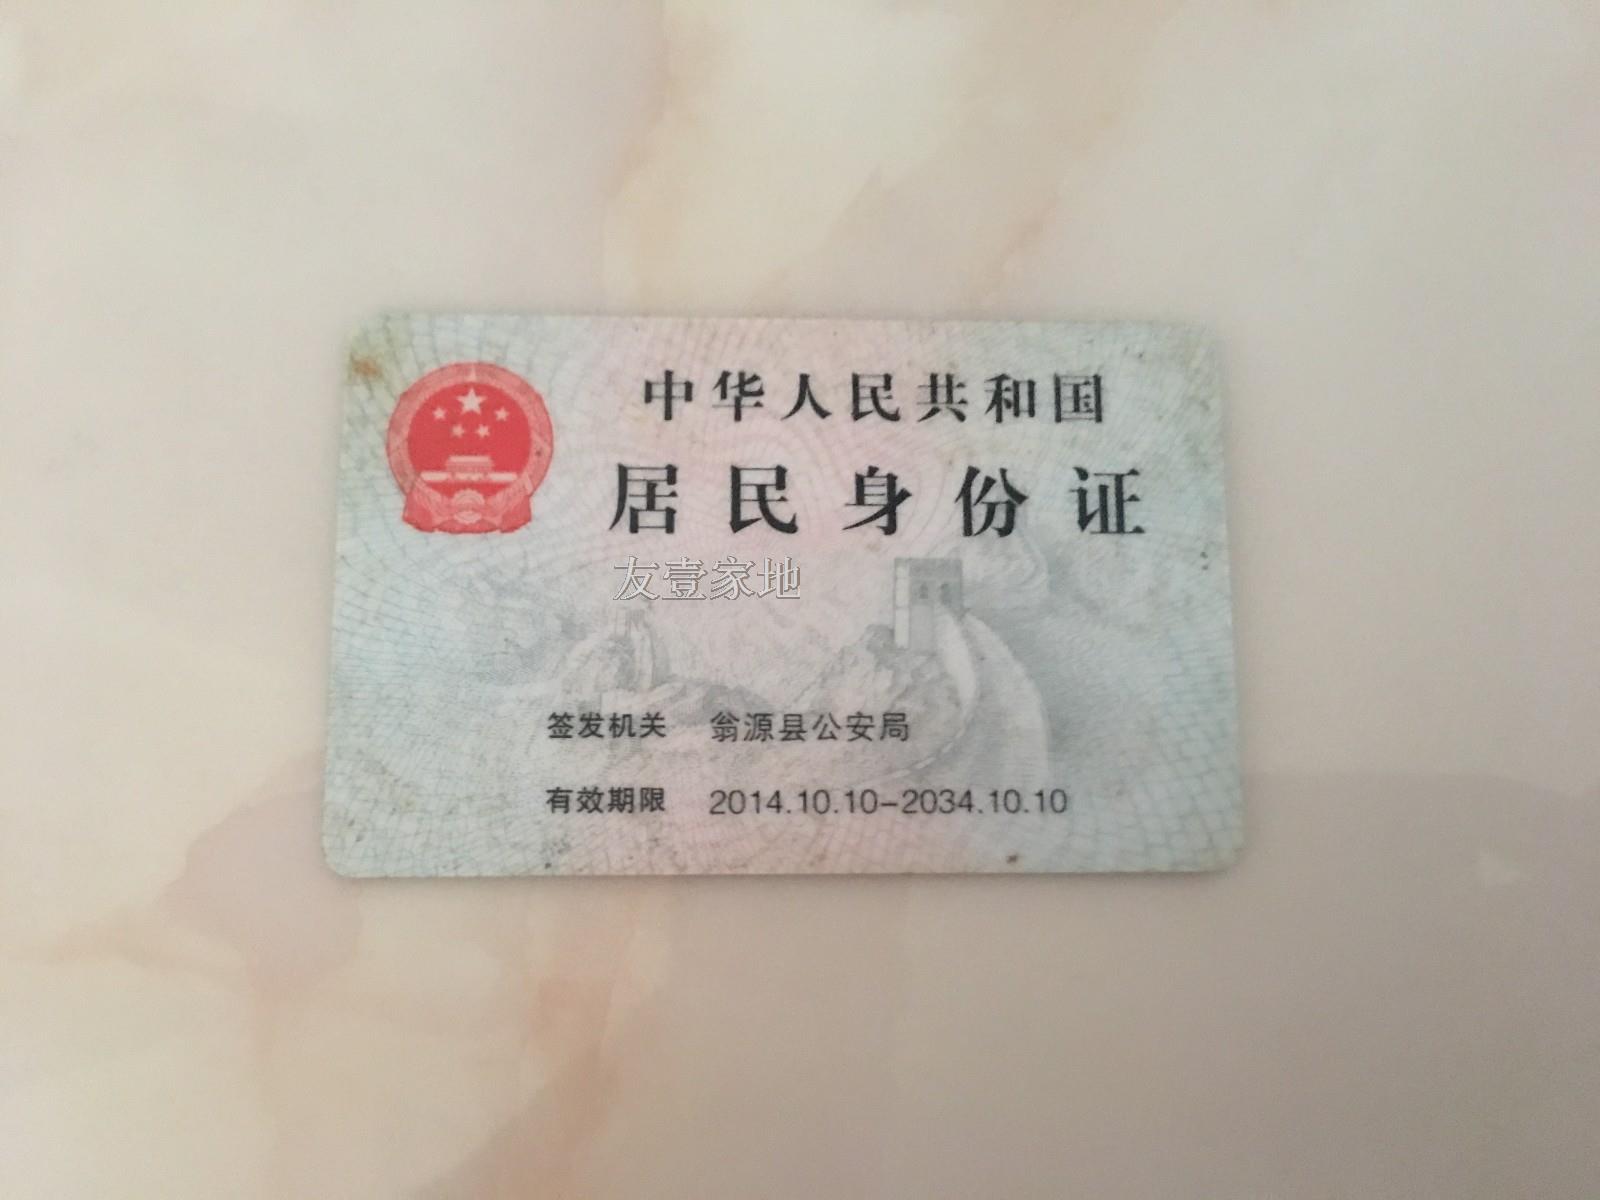 中华人民共和国
居民身份证
友壹家地
签发机关 翁源县公安局
有效期限 2014.10.10-2034.10.10